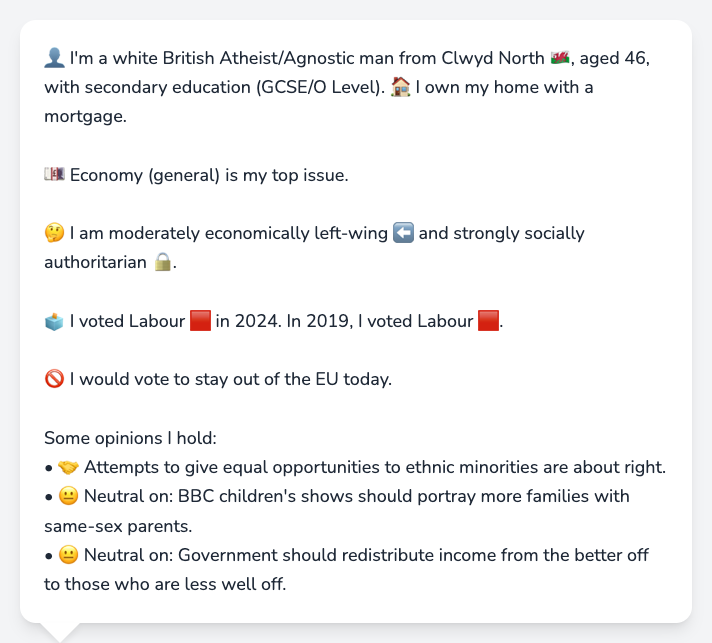 👤 I'm a white British Atheist/Agnostic man from Clwyd North 🏴󠁧󠁢󠁷󠁬󠁳󠁿, aged 46,
with secondary education (GCSE/O Level). 🏠 I own my home with a
mortgage.
💷 Economy (general) is my top issue.
🤔 I am moderately economically left-wing ⬅️ and strongly socially
authoritarian 🔒.
🗳️ I voted Labour 🟥 in 2024. In 2019, I voted Labour 🟥.
🚫 I would vote to stay out of the EU today.
Some opinions I hold:
• 🤝 Attempts to give equal opportunities to ethnic minorities are about right.
• 😐 Neutral on: BBC children's shows should portray more families with
same-sex parents.
• 😐 Neutral on: Government should redistribute income from the better off
to those who are less well off.